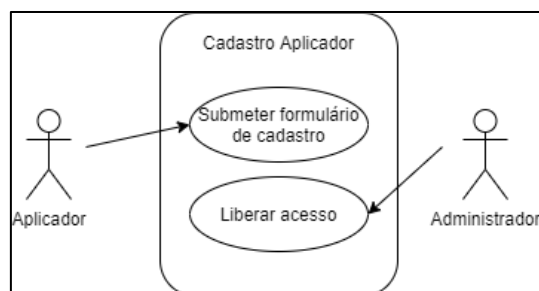 Cadastro Aplicador
Submeter formulário
de cadastro
Aplicador
Liberar acesso
Administrador